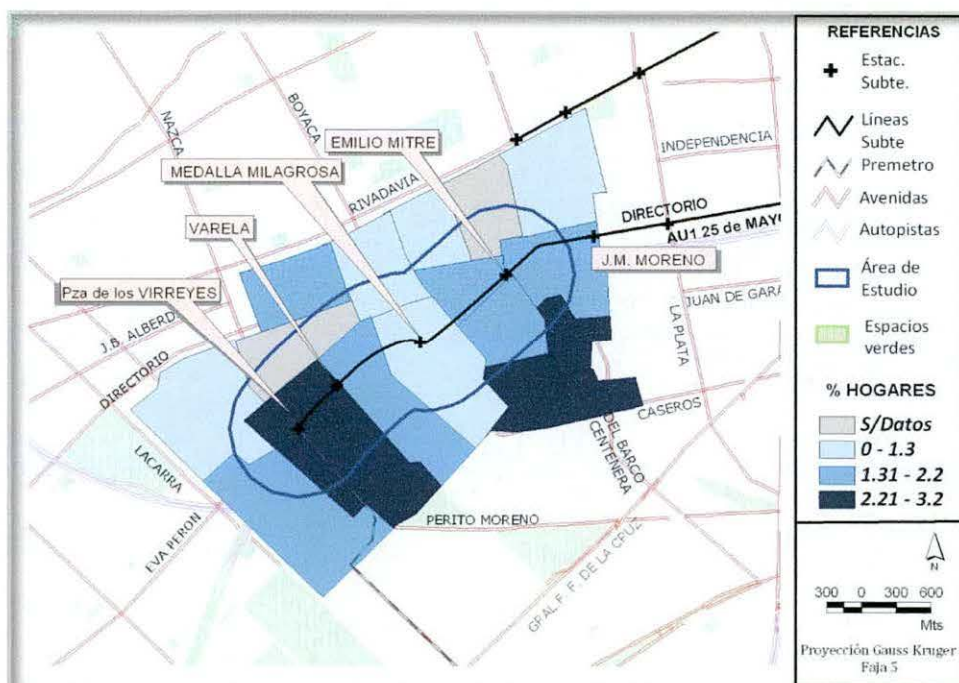 NAZCA
BOYACA
EMILIO MITRE
MEDALLA MILAGROSA
RIVADAVIA
INDEPENDENCIA
VARELA
DIRECTORIO
AU1 25 de MAYO
J.M. MORENO
Pza de los VIRREYES
J.B. ALBERD
JUAN DE GARA
LA PLATA
DIRECTORIO
CASEROS
DEL BARCO
CENTENERA
LACARRA
PERITO MORENO
EVA PERON
GRAL F. F. DE LA CRUZ
REFERENCIAS
Estac.
Subte.
Líneas
Subte
Premetro
Avenidas
Autopistas
Área de
Estudio
Espacios
verdes
% HOGARES
S/Datos
0 - 1.3
1.31 - 2.2
2.21 - 3.2
N
300 0 300 600
Mts
Proyección Gauss Kruger
Faja 5